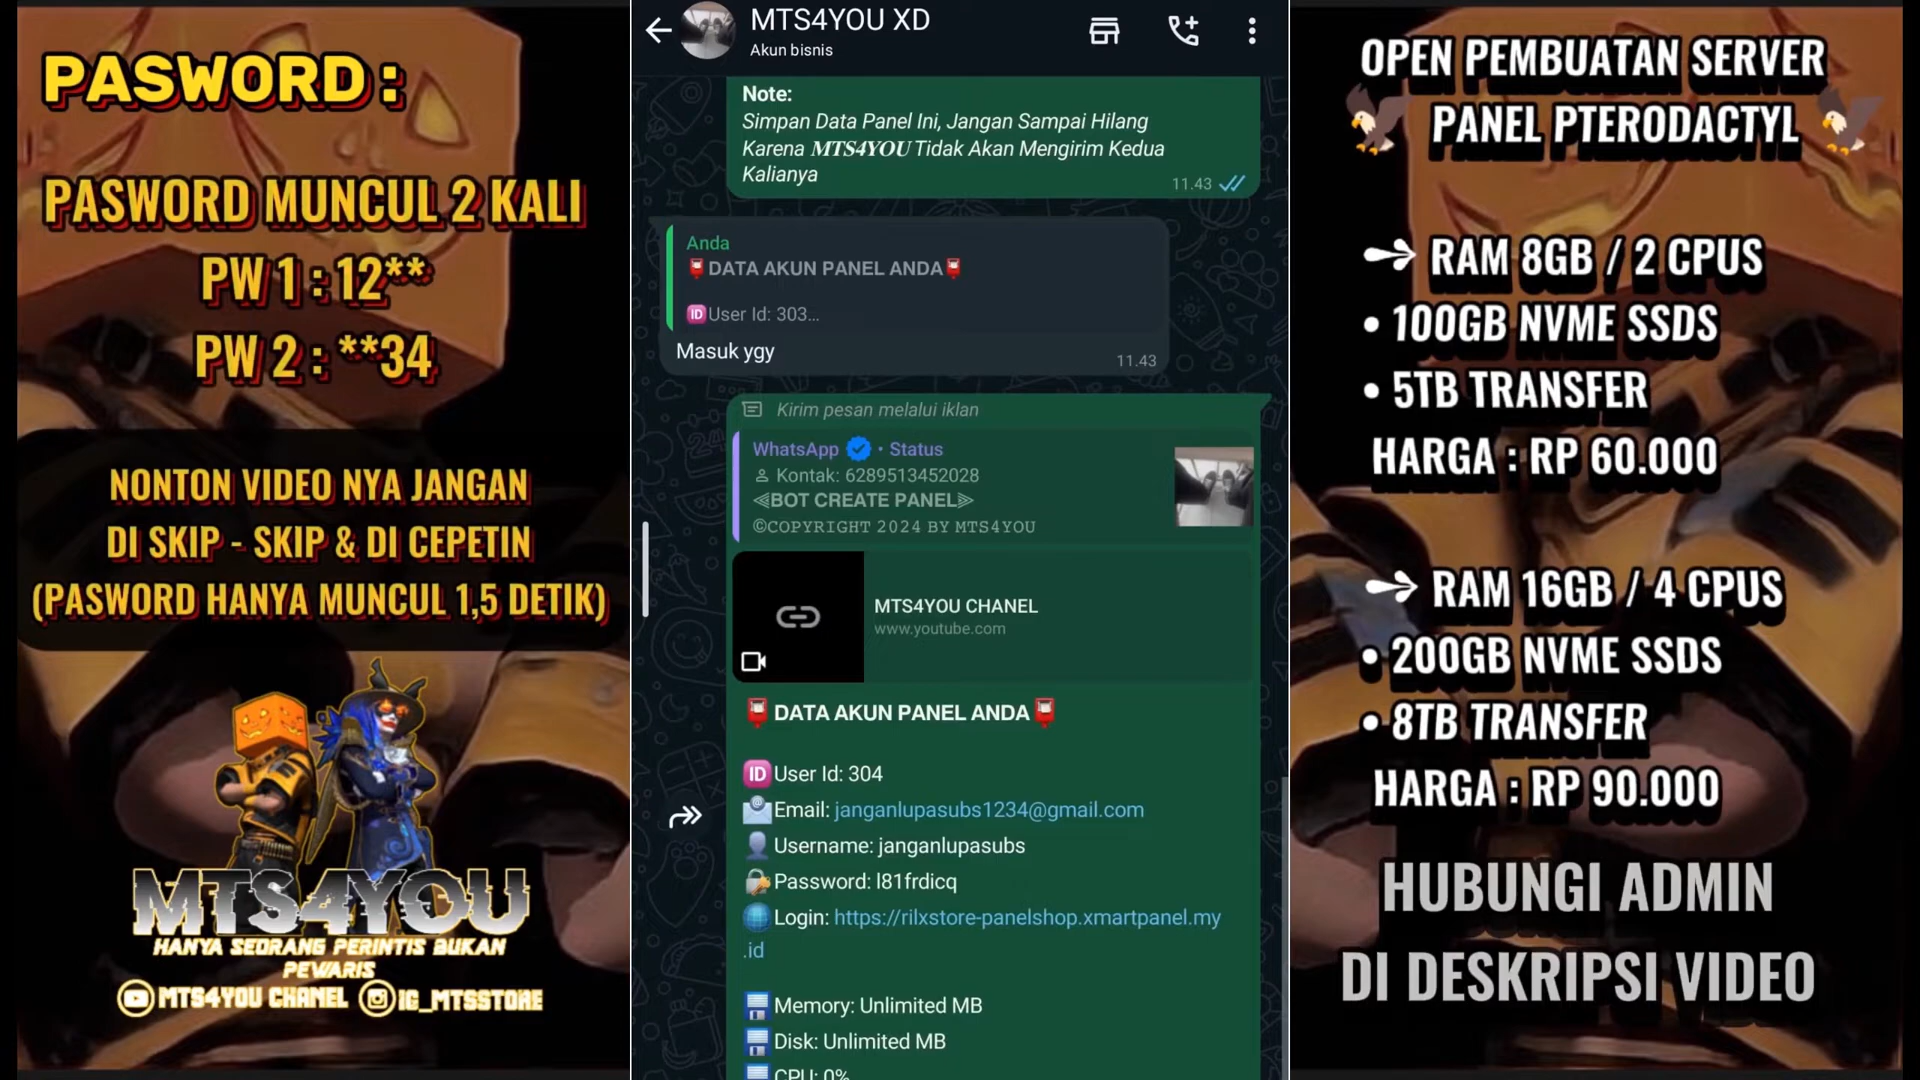 PASWORD :
PASWORD MUNCUL 2 KALI
PW 1 : 12**
PW 2 : **34
NONTON VIDEO NYA JANGAN
DI SKIP - SKIP & DI CEPETIN
(PASWORD HANYA MUNCUL 1,5 DETIK)
MTS4YOU
HANYA SEORANG PERINTIS BUKAN
PEWARIS
MTS4YOU CHANEL IG_MTSSTORE
MTS4YOU XD
Akun bisnis
Note:
Simpan Data Panel Ini, Jangan Sampai Hilang
Karena MTS4YOU Tidak Akan Mengirim Kedua
Kalianya
11.43
Anda
📮DATA AKUN PANEL ANDA📮
🆔User Id: 303...
Masuk ygy
11.43
Kirim pesan melalui iklan
WhatsApp • Status
Kontak: 6289513452028
⪻BOT CREATE PANEL⪼
©COPYRIGHT 2024 BY MTS4YOU
MTS4YOU CHANEL
www.youtube.com
📮DATA AKUN PANEL ANDA📮
🆔User Id: 304
📧Email: janganlupasubs1234@gmail.com
👤Username: janganlupasubs
🔐Password: l81frdicq
🌐Login: https://rilxstore-panelshop.xmartpanel.my
.id
💾Memory: Unlimited MB
💾Disk: Unlimited MB
💾CPU: 0%
OPEN PEMBUATAN SERVER
🦅 PANEL PTERODACTYL 🦅
➵ RAM 8GB / 2 CPUS
• 100GB NVME SSDS
• 5TB TRANSFER
HARGA : RP 60.000
➵ RAM 16GB / 4 CPUS
• 200GB NVME SSDS
• 8TB TRANSFER
HARGA : RP 90.000
HUBUNGI ADMIN
DI DESKRIPSI VIDEO